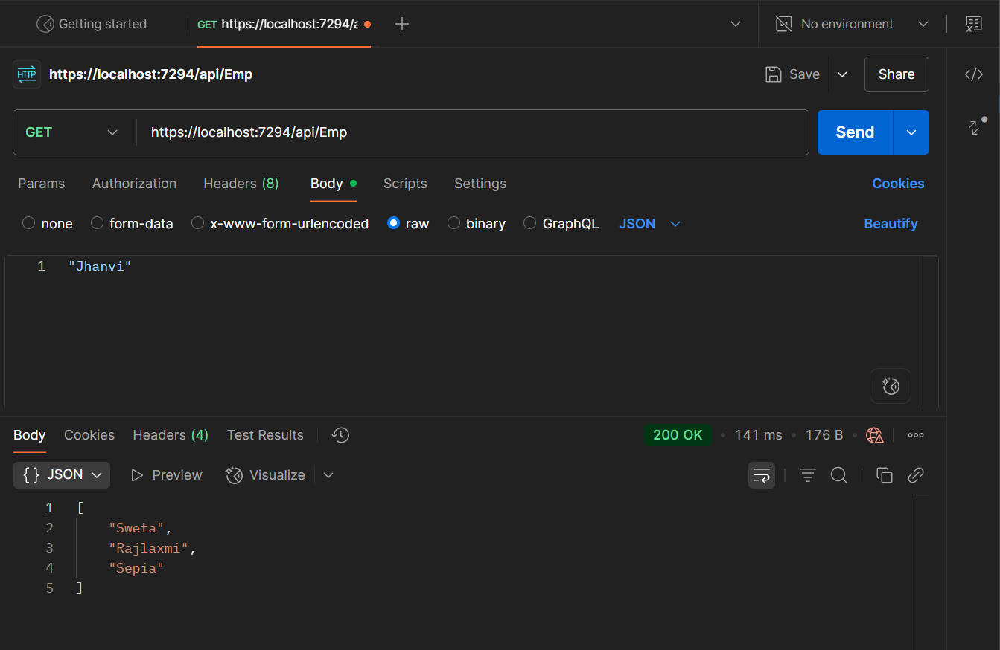 Getting started
GET https://localhost:7294/a
No environment
HTTP https://localhost:7294/api/Emp
Save
Share
GET https://localhost:7294/api/Emp
Send
Params Authorization Headers (8) Body Scripts Settings Cookies
none form-data x-www-form-urlencoded raw binary GraphQL JSON Beautify
1 "Jhanvi"
Body Cookies Headers (4) Test Results 200 OK • 141 ms • 176 B •
{ } JSON Preview Visualize
1 [
2 "Sweta",
3 "Rajlaxmi",
4 "Sepia"
5 ]